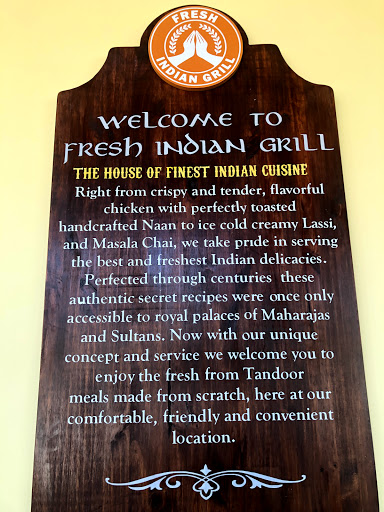 FRESH
INDIAN GRILL
WELCOME TO
FRESH INDIAN GRILL
THE HOUSE OF FINEST INDIAN CUISINE
Right from crispy and tender, flavorful
chicken with perfectly toasted
handcrafted Naan to ice cold creamy Lassi,
and Masala Chai, we take pride in serving
the best and freshest Indian delicacies.
Perfected through centuries these
authentic secret recipes were once only
accessible to royal palaces of Maharajas
and Sultans. Now with our unique
concept and service we welcome you to
enjoy the fresh from Tandoor
meals made from scratch, here at our
comfortable, friendly and convenient
location.